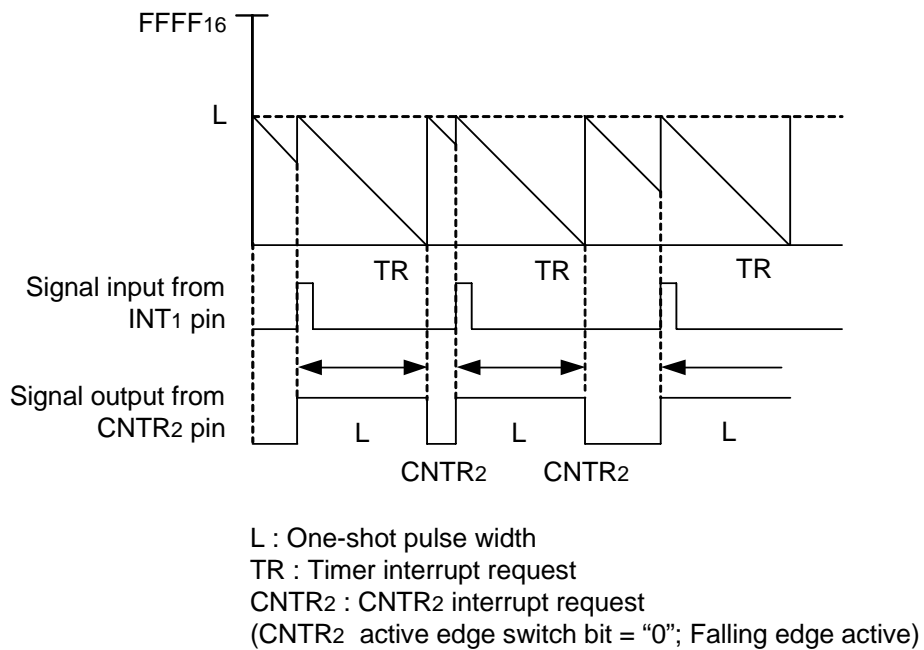 FFFF16
L
TR TR TR
Signal input from
INT1 pin
Signal output from
CNTR2 pin
L L L
CNTR2 CNTR2
L : One-shot pulse width
TR : Timer interrupt request
CNTR2 : CNTR2 interrupt request
(CNTR2 active edge switch bit = “0”; Falling edge active)